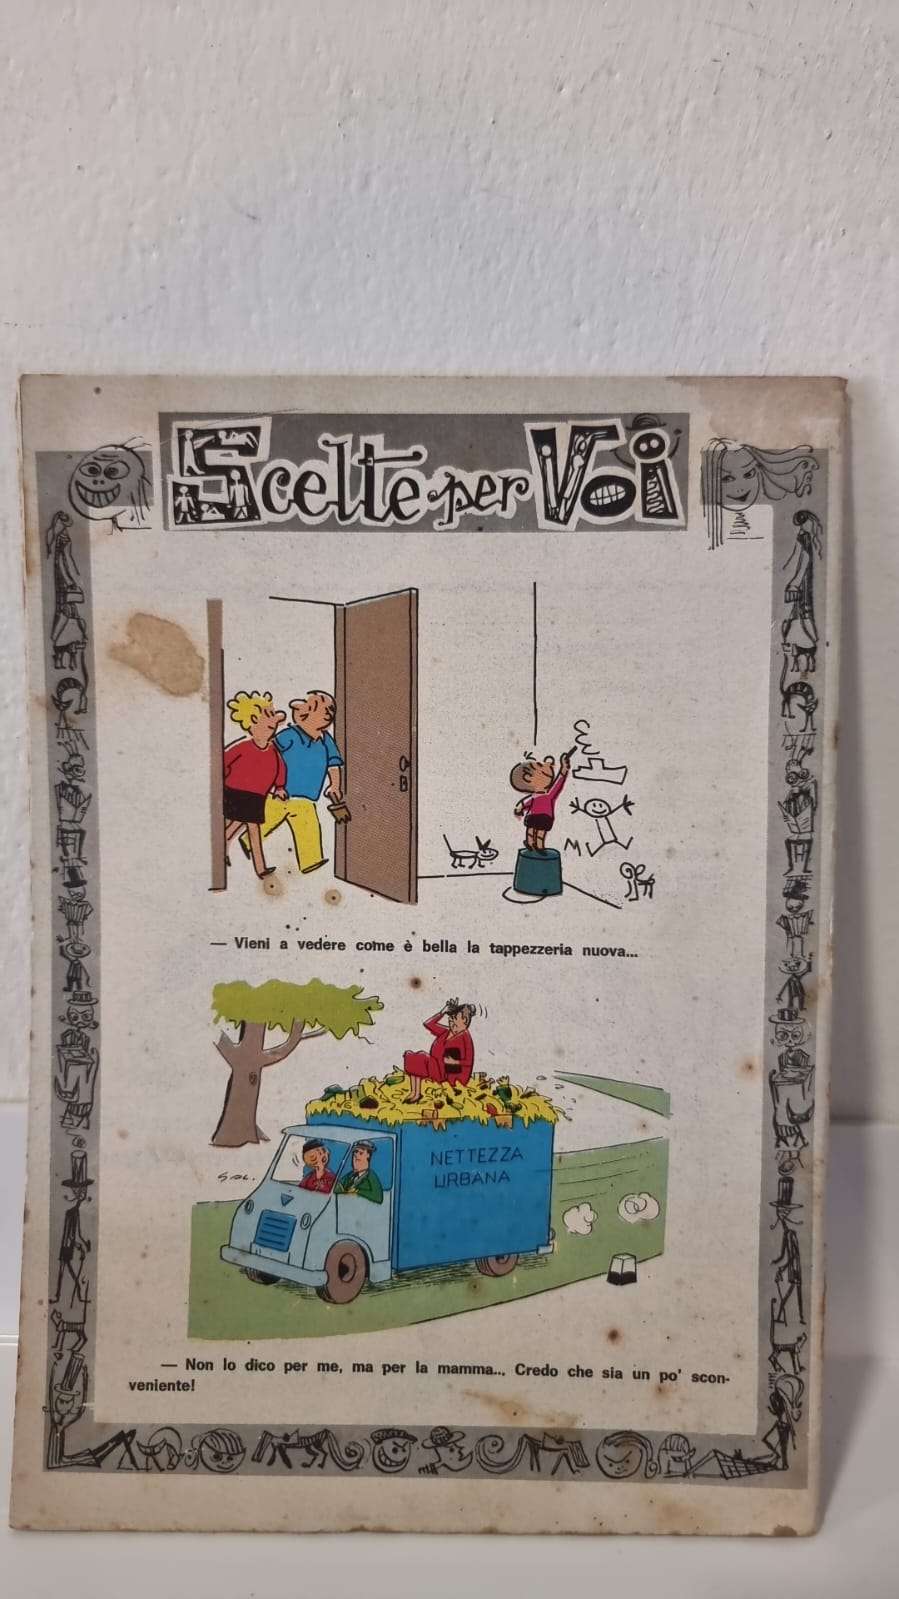 Scelte per Voi
— Vieni a vedere come è bella la tappezzeria nuova...
NETTEZZA
URBANA
— Non lo dico per me, ma per la mamma... Credo che sia un po' scon-
veniente!